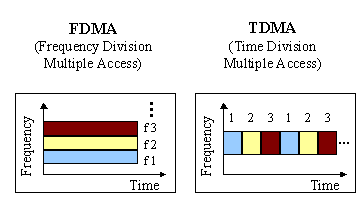 FDMA
(Frequency Division
Multiple Access)
Frequency
f3
f2
f1
Time
TDMA
(Time Division
Multiple Access)
Frequency
1 2 3 1 2 3
...
Time